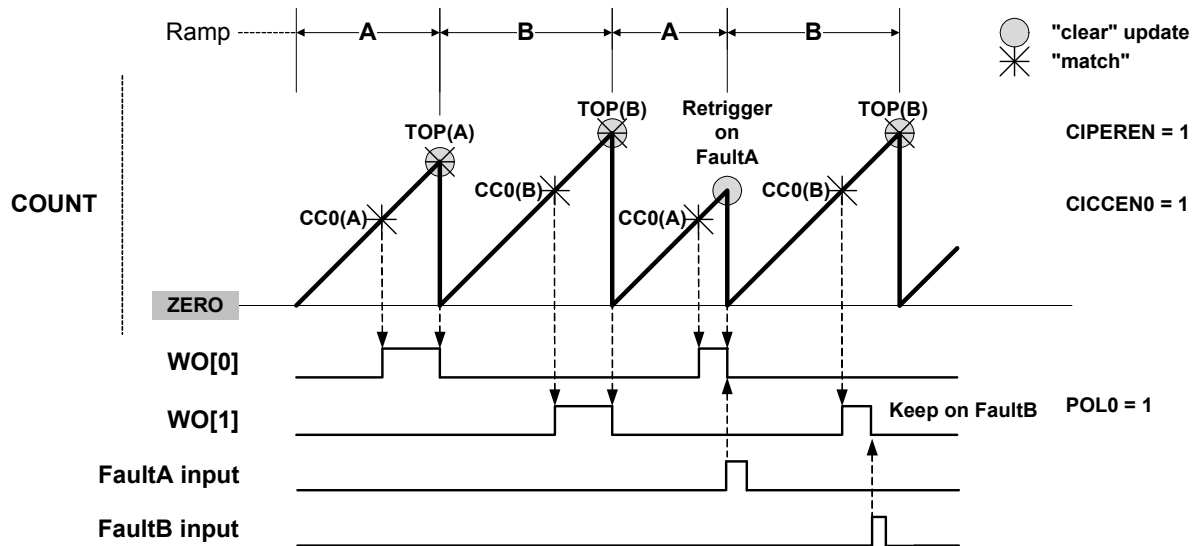 Ramp A B A B
"clear" update
"match"
TOP(A) TOP(B) Retrigger
on
FaultA TOP(B)
CIPEREN = 1
COUNT CC0(A) CC0(B) CC0(A) CC0(B) CICCEN0 = 1
ZERO
WO[0]
WO[1] Keep on FaultB POL0 = 1
FaultA input
FaultB input